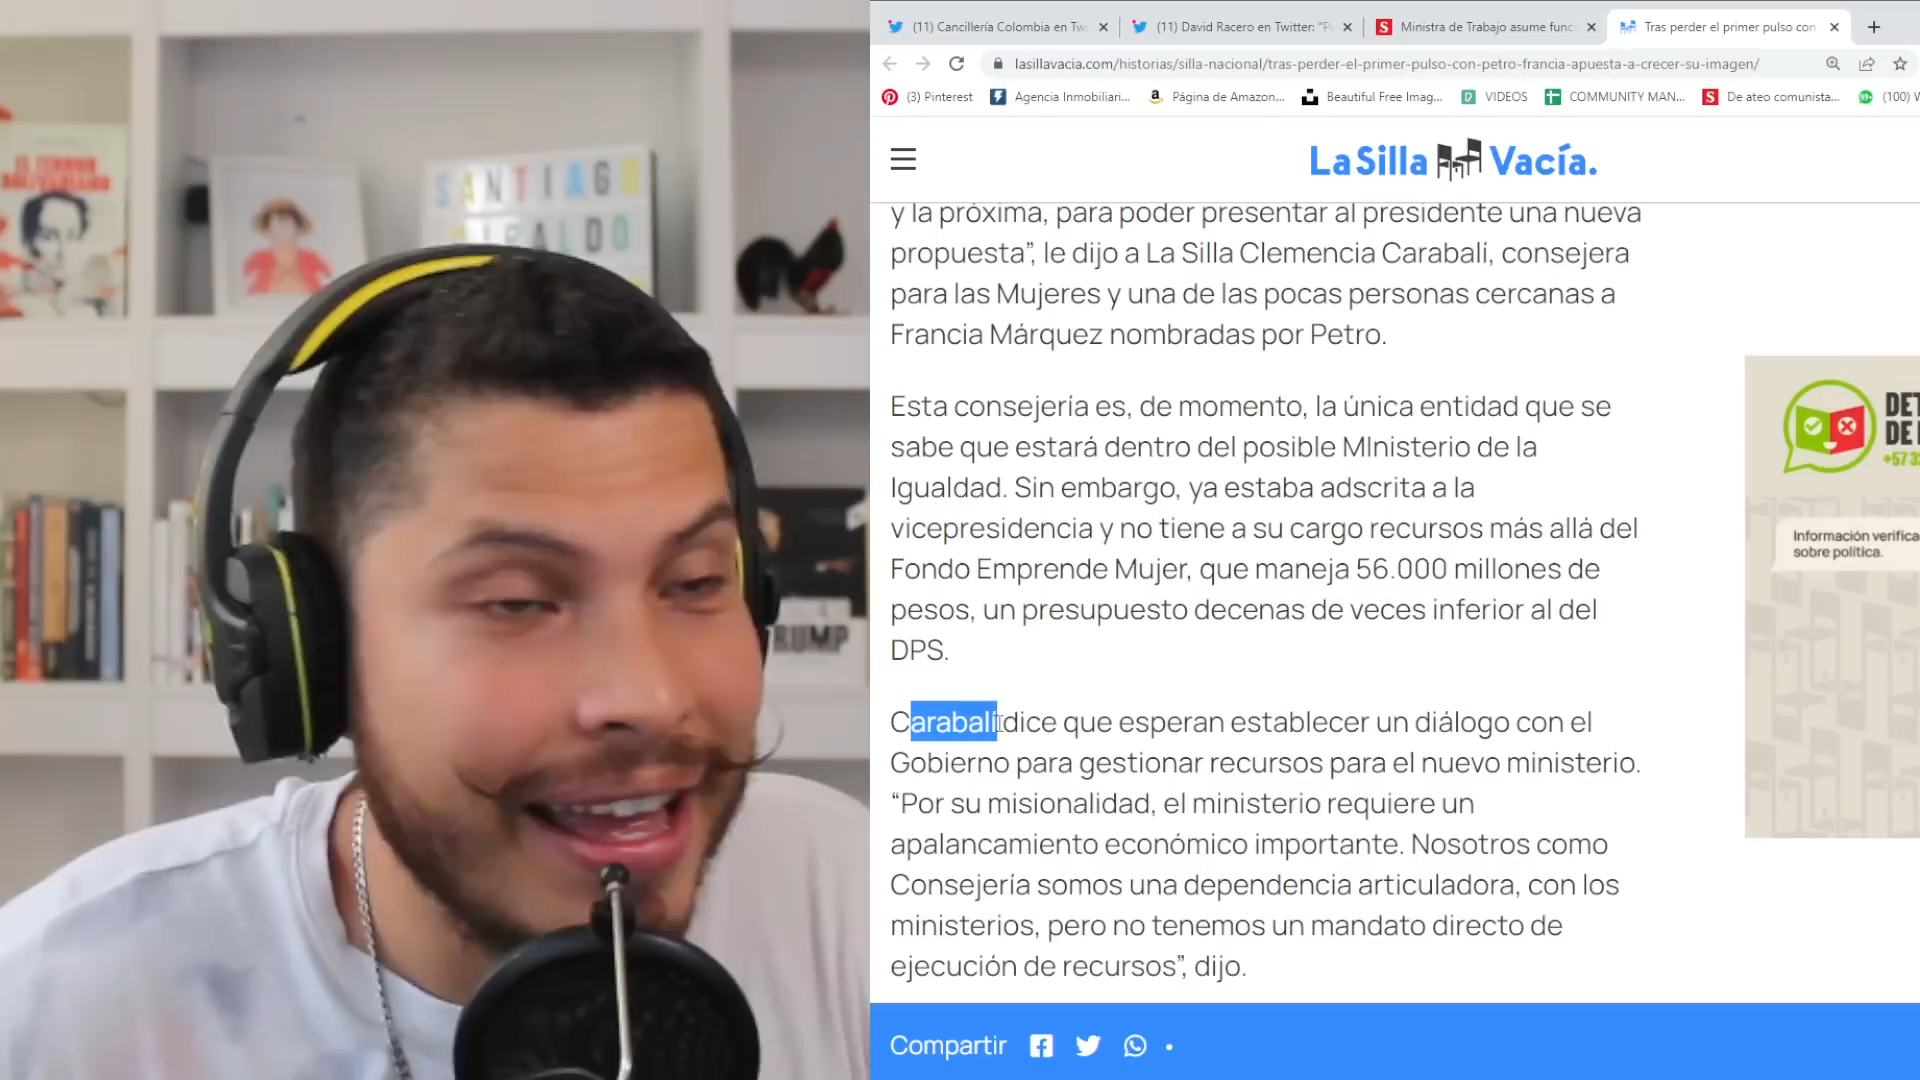 (11) Cancillería Colombia en Tw
(11) David Racero en Twitter: "Pe
Ministra de Trabajo asume func
Tras perder el primer pulso con
lasillavacia.com/historias/silla-nacional/tras-perder-el-primer-pulso-con-petro-francia-apuesta-a-crecer-su-imagen/
(3) Pinterest
Agencia Inmobiliari...
Página de Amazon...
Beautiful Free Imag...
VIDEOS
COMMUNITY MAN...
De ateo comunista...
(100) W
La Silla Vacía.
y la próxima, para poder presentar al presidente una nueva
propuesta”, le dijo a La Silla Clemencia Carabalí, consejera
para las Mujeres y una de las pocas personas cercanas a
Francia Márquez nombradas por Petro.
Esta consejería es, de momento, la única entidad que se
sabe que estará dentro del posible MInisterio de la
Igualdad. Sin embargo, ya estaba adscrita a la
vicepresidencia y no tiene a su cargo recursos más allá del
Fondo Emprende Mujer, que maneja 56.000 millones de
pesos, un presupuesto decenas de veces inferior al del
DPS.
Carabalí dice que esperan establecer un diálogo con el
Gobierno para gestionar recursos para el nuevo ministerio.
“Por su misionalidad, el ministerio requiere un
apalancamiento económico importante. Nosotros como
Consejería somos una dependencia articuladora, con los
ministerios, pero no tenemos un mandato directo de
ejecución de recursos”, dijo.
Compartir
DET
DE
+57 3
Información verifica
sobre política.
EL TERROR
BOLIVARIANO
SANTIAGO
GIRALDO
TRUMP